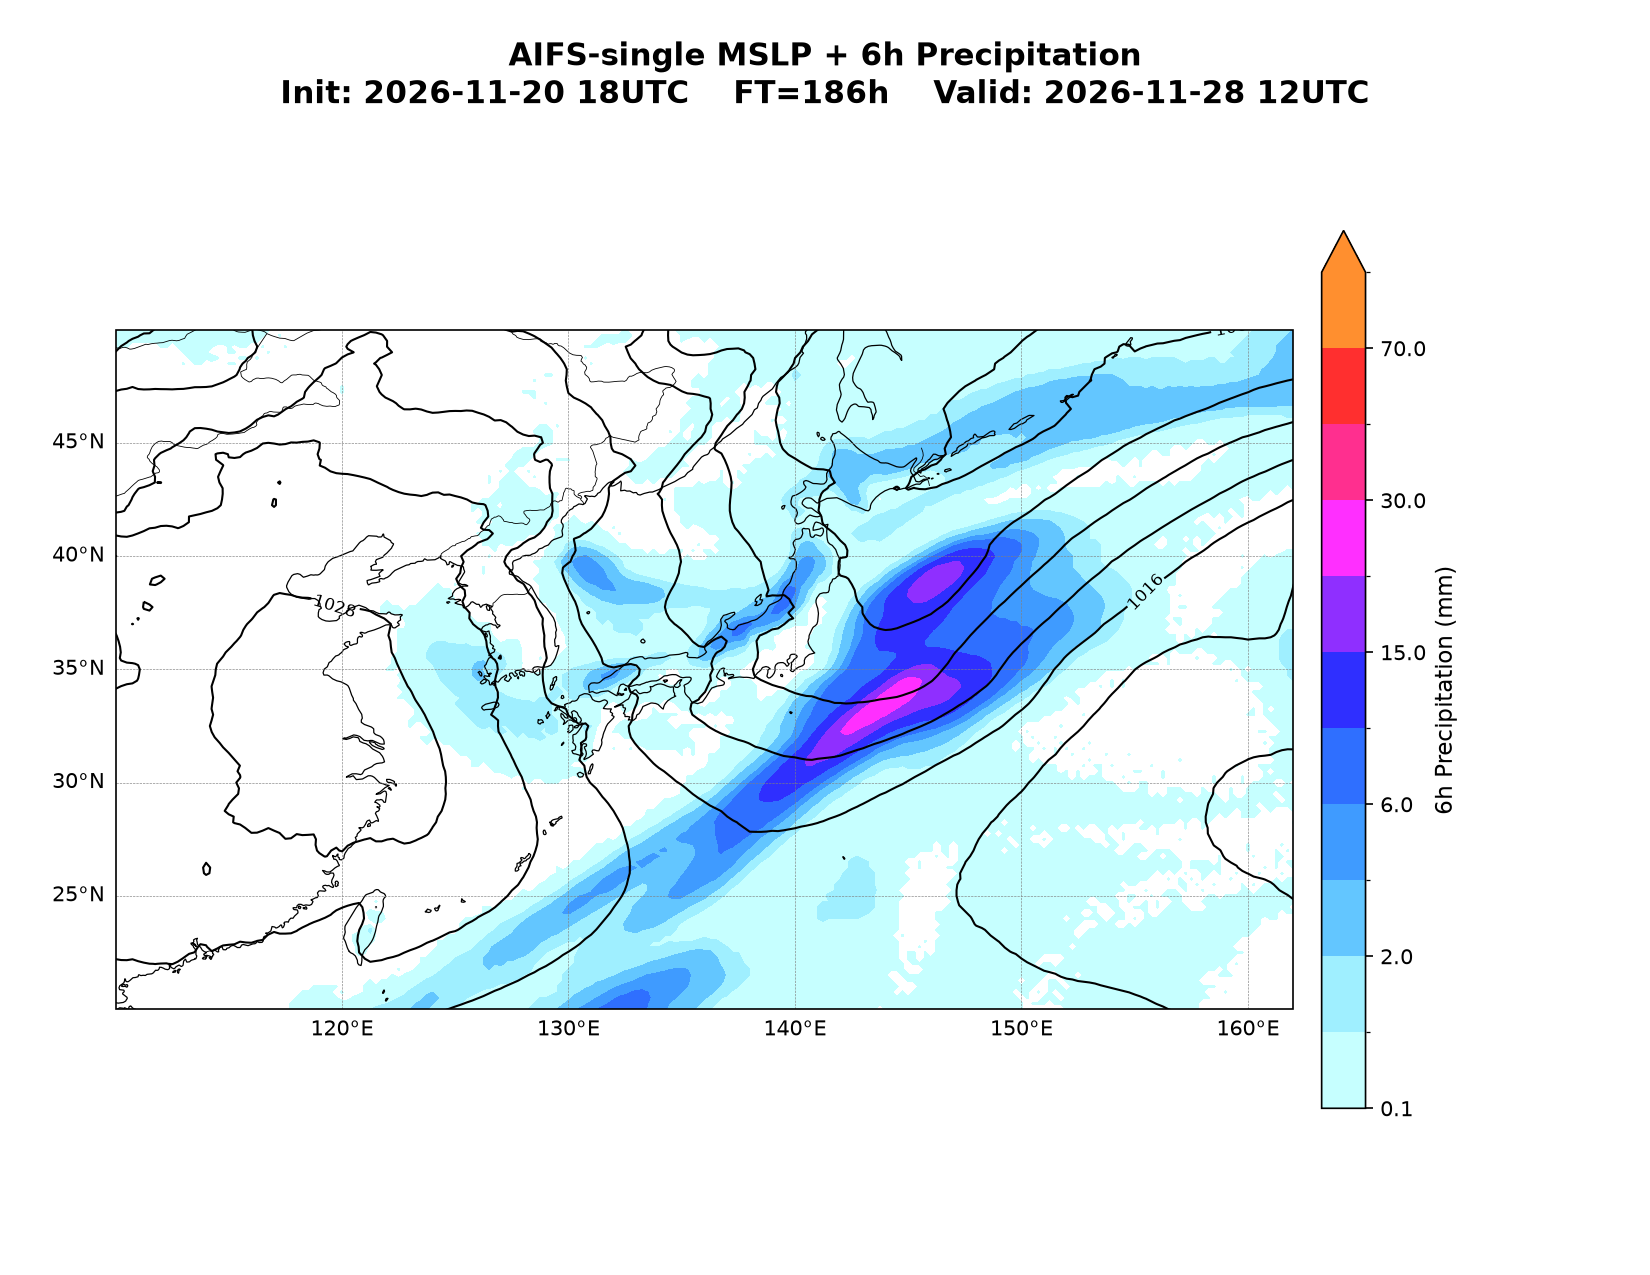 AIFS-single MSLP + 6h Precipitation
Init: 2026-11-20 18UTC    FT=186h    Valid: 2026-11-28 12UTC
70.0
45°N
30.0
40°N
1016
1028
35°N
15.0
6h Precipitation (mm)
30°N
6.0
25°N
2.0
120°E
130°E
140°E
150°E
160°E
0.1